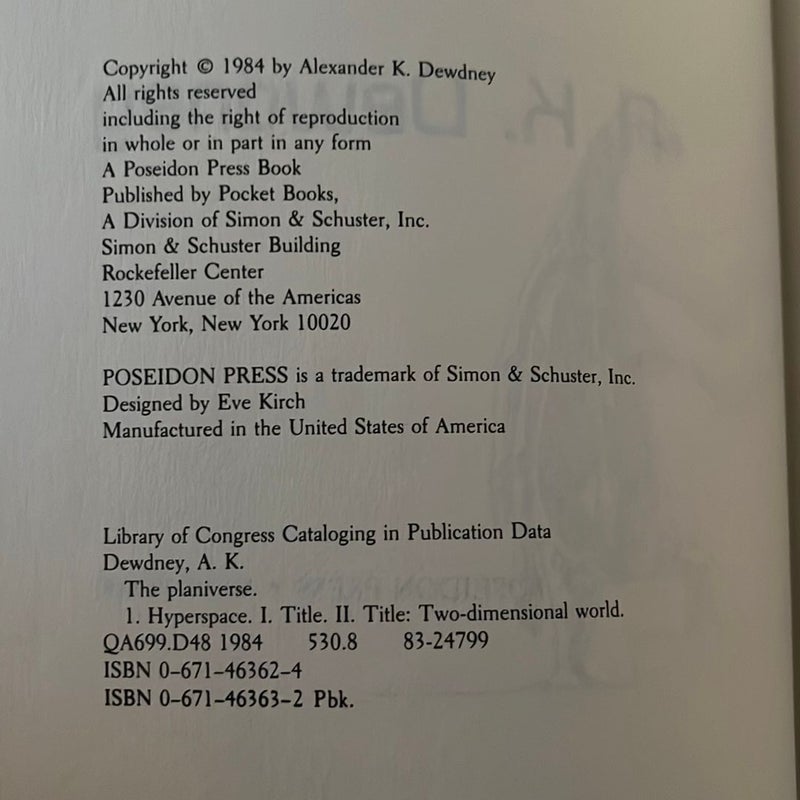 Copyright © 1984 by Alexander K. Dewdney
All rights reserved
including the right of reproduction
in whole or in part in any form
A Poseidon Press Book
Published by Pocket Books,
A Division of Simon & Schuster, Inc.
Simon & Schuster Building
Rockefeller Center
1230 Avenue of the Americas
New York, New York 10020
POSEIDON PRESS is a trademark of Simon & Schuster, Inc.
Designed by Eve Kirch
Manufactured in the United States of America
Library of Congress Cataloging in Publication Data
Dewdney, A. K.
The planiverse.
1. Hyperspace. I. Title. II. Title: Two-dimensional world.
QA699.D48 1984 530.8 83-24799
ISBN 0–671–46362–4
ISBN 0–671–46363–2 Pbk.